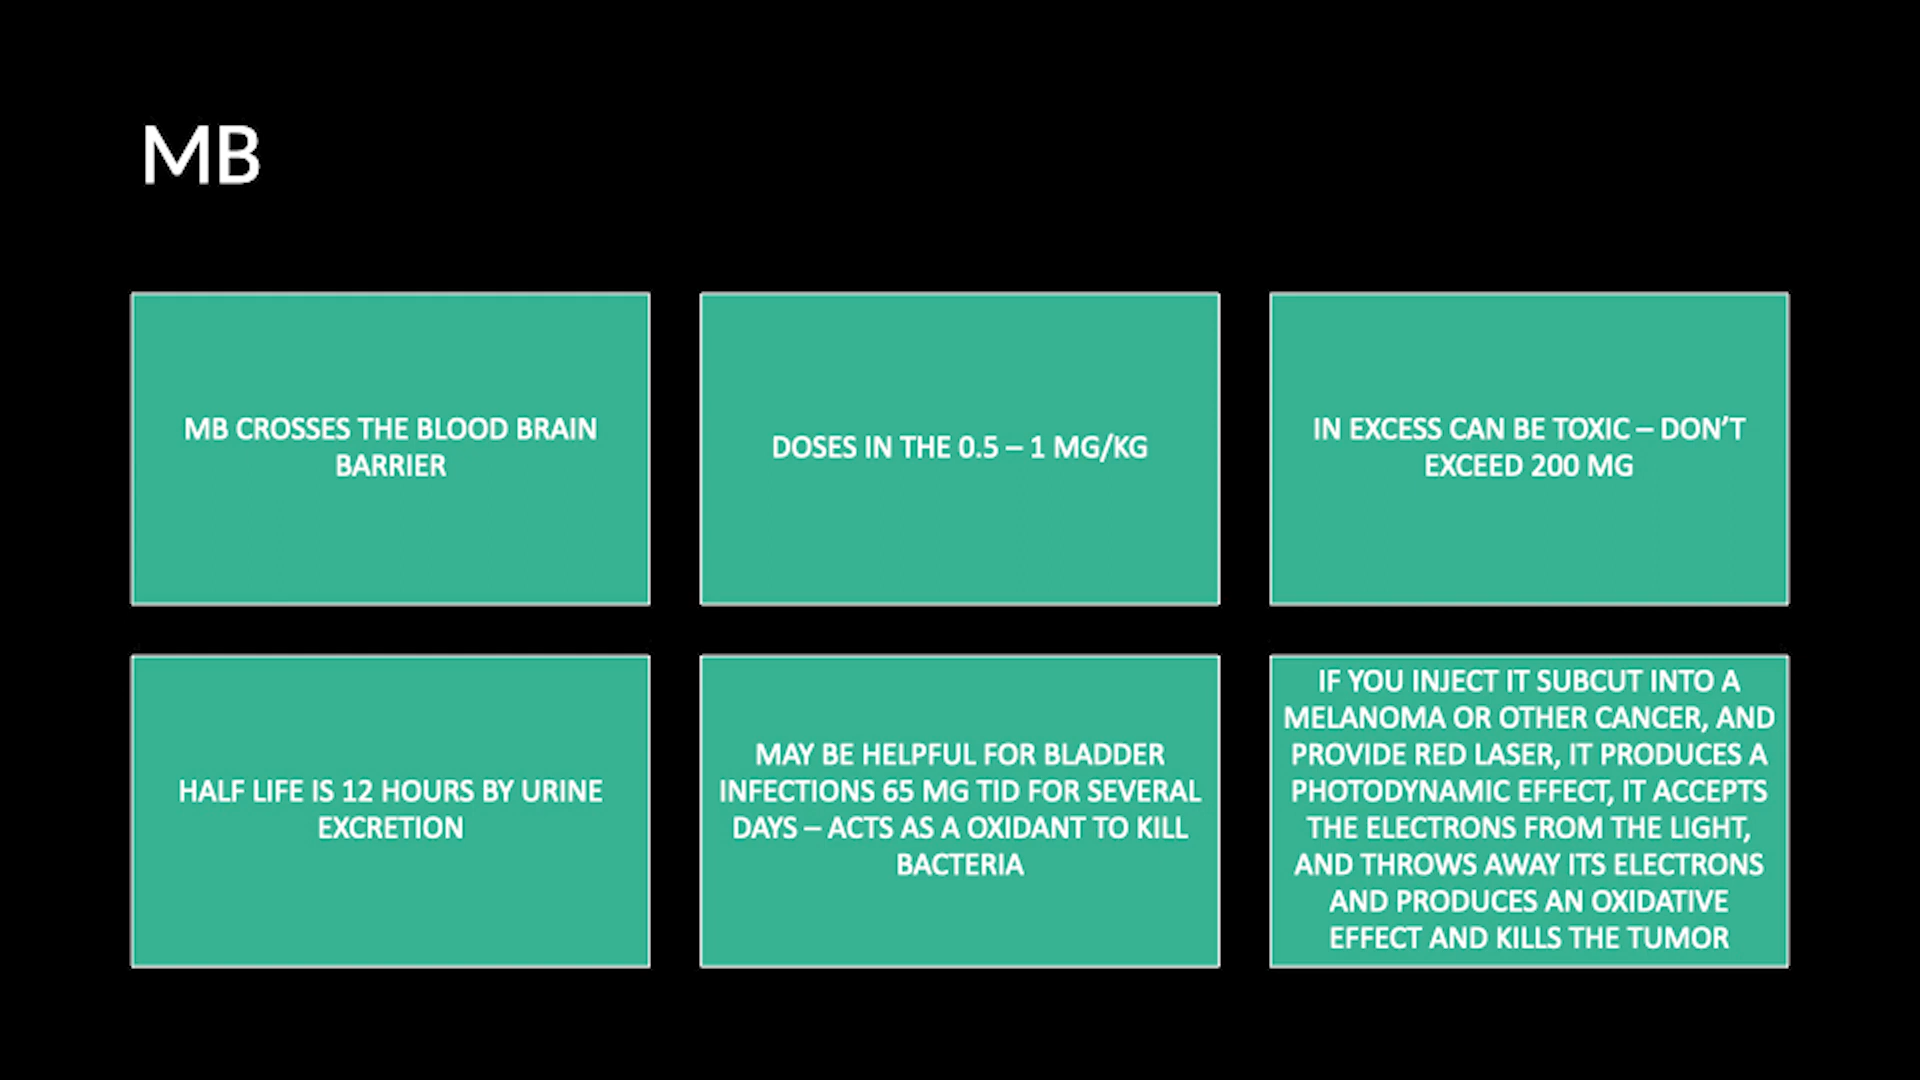 MB
MB CROSSES THE BLOOD BRAIN
BARRIER
DOSES IN THE 0.5 – 1 MG/KG
IN EXCESS CAN BE TOXIC – DON’T
EXCEED 200 MG
HALF LIFE IS 12 HOURS BY URINE
EXCRETION
MAY BE HELPFUL FOR BLADDER
INFECTIONS 65 MG TID FOR SEVERAL
DAYS – ACTS AS A OXIDANT TO KILL
BACTERIA
IF YOU INJECT IT SUBCUT INTO A
MELANOMA OR OTHER CANCER, AND
PROVIDE RED LASER, IT PRODUCES A
PHOTODYNAMIC EFFECT, IT ACCEPTS
THE ELECTRONS FROM THE LIGHT,
AND THROWS AWAY ITS ELECTRONS
AND PRODUCES AN OXIDATIVE
EFFECT AND KILLS THE TUMOR